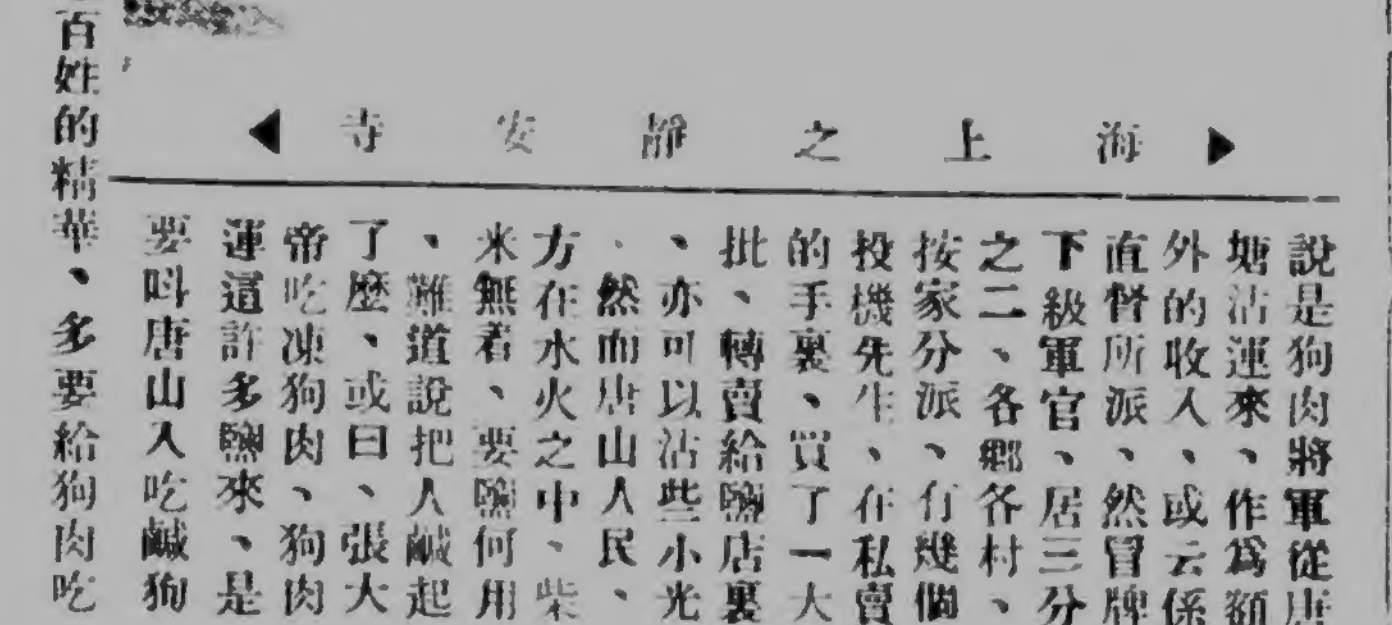 海上之靜安寺
說是狗肉將軍從唐
塘沽運來、作爲額
外的收入、或云係
直督所派、然冒牌
下級軍官、居三分
之二、各鄉各村、
按家分派、有幾個
投機先生、在私賣
的手裏、買了一大
批、轉賣給鹽店裏
、亦可以沾些小光
、然而唐山人民、
方在水火之中、柴
米無着、要鹽何用
、難道說把人鹹起
了麼、或曰、張大
帝吃凍狗肉、狗肉
運這許多鹽來、是
要呌唐山人吃鹹狗
百姓的精華、多要給狗肉吃